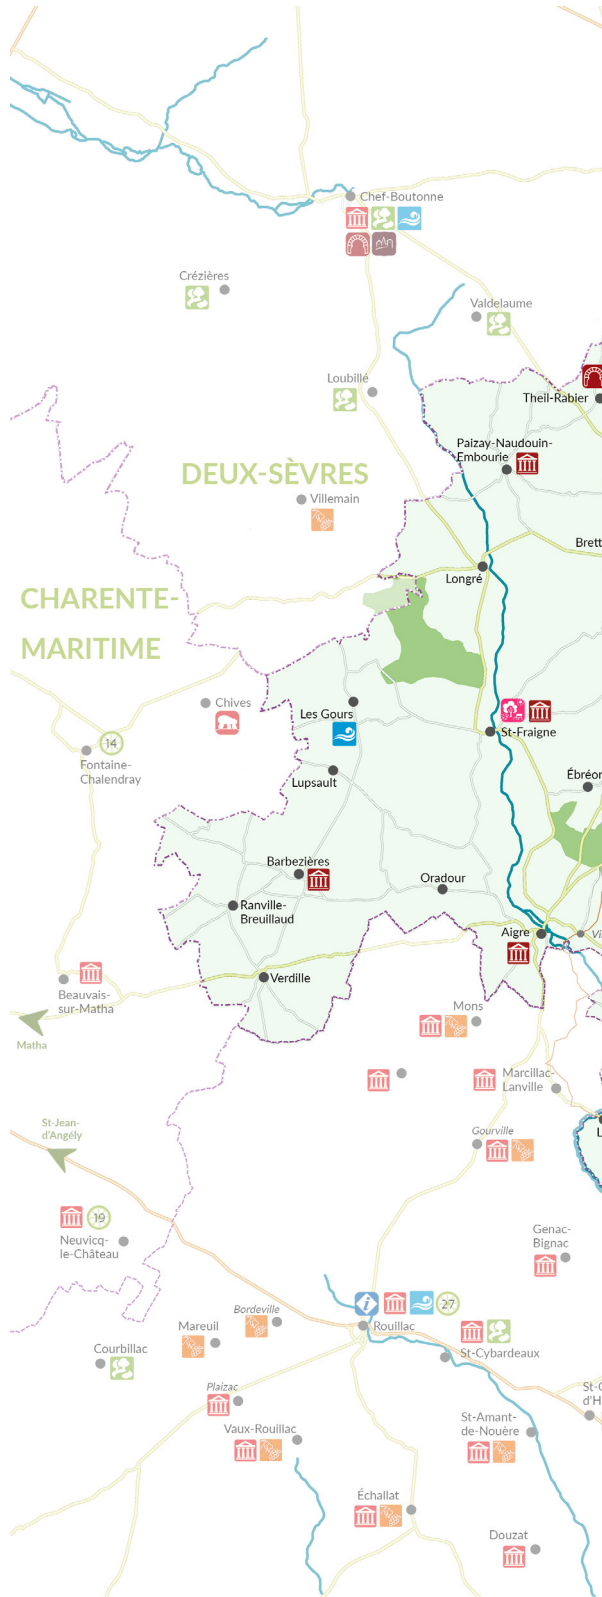 Chef-Boutonne
Crézières
Valdelaume
Loubillé
Theil-Rabier
Paizay-Naudouin-
Embourie
DEUX-SÈVRES
Villemain
Brett
Longré
CHARENTE-
MARITIME
Chives
Les Gours
St-Fraigne
14
Fontaine-
Chalendray
Lupsault
Ébréon
Barbezières
Oradour
Ranville-
Breuillaud
Aigre
Vi
Verdille
Beauvais-
sur-Matha
Mons
Matha
Marcillac-
Lanville
St-Jean-
d'Angély
L
Gourville
19
Neuvicq-
le-Château
Genac-
Bignac
i
27
Bordeville
Mareuil
Rouillac
Courbillac
St-Cybardeaux
Plaizac
St-G
d'H
Vaux-Rouillac
St-Amant-
de-Nouère
Échallat
Douzat